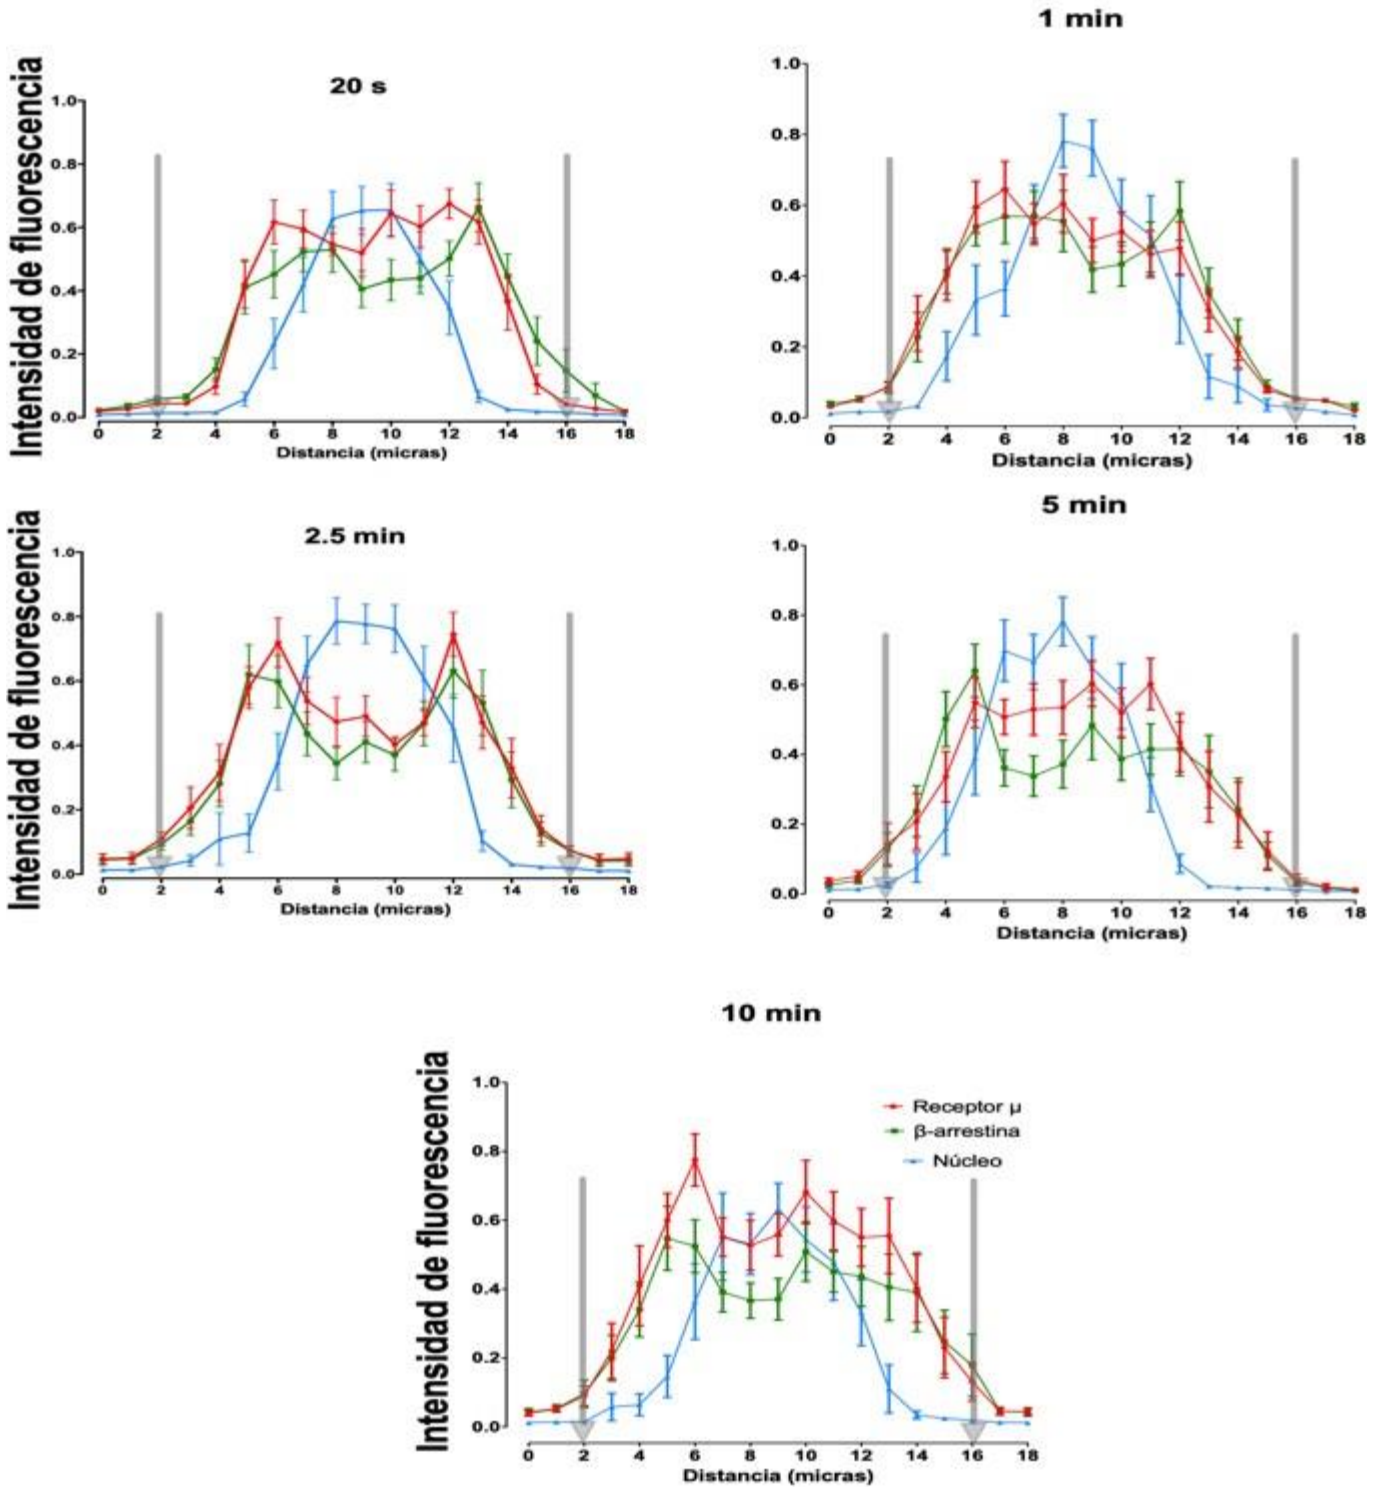 1 min
20 s
Intensidad de fluorescencia
1.0
0.8
0.6
0.4
0.2
0.0
0 2 4 6 8 10 12 14 16 18
Distancia (micras)
1.0
0.8
0.6
0.4
0.2
0.0
0 2 4 6 8 10 12 14 16 18
Distancia (micras)
2.5 min
Intensidad de fluorescencia
1.0
0.8
0.6
0.4
0.2
0.0
0 2 4 6 8 10 12 14 16 18
Distancia (micras)
5 min
1.0
0.8
0.6
0.4
0.2
0.0
0 2 4 6 8 10 12 14 16 18
Distancia (micras)
10 min
Intensidad de fluorescencia
1.0
0.8
0.6
0.4
0.2
0.0
0 2 4 6 8 10 12 14 16 18
Distancia (micras)
Receptor μ
β-arrestina
Núcleo